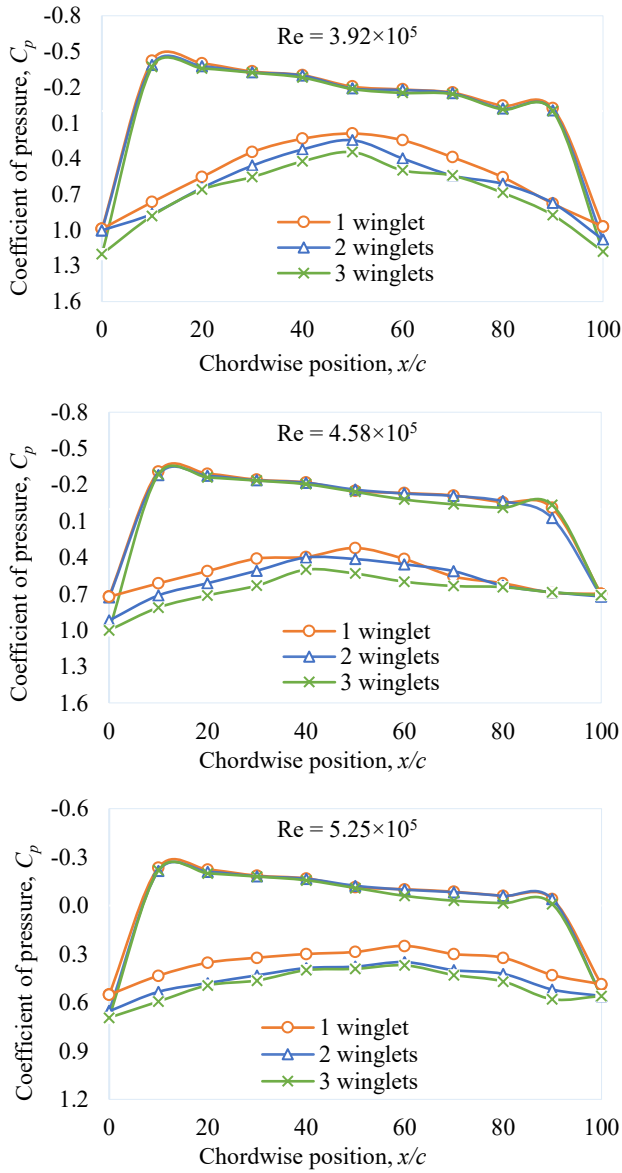 Re = 3.92×10⁵
Coefficient of pressure, Cₚ
-0.8
-0.5
-0.2
0.1
0.4
0.7
1.0
1.3
1.6
1 winglet
2 winglets
3 winglets
0 20 40 60 80 100
Chordwise position, x/c
Re = 4.58×10⁵
Coefficient of pressure, Cₚ
-0.8
-0.5
-0.2
0.1
0.4
0.7
1.0
1.3
1.6
1 winglet
2 winglets
3 winglets
0 20 40 60 80 100
Chordwise position, x/c
Re = 5.25×10⁵
Coefficient of pressure, Cₚ
-0.6
-0.3
0.0
0.3
0.6
0.9
1.2
1 winglet
2 winglets
3 winglets
0 20 40 60 80 100
Chordwise position, x/c